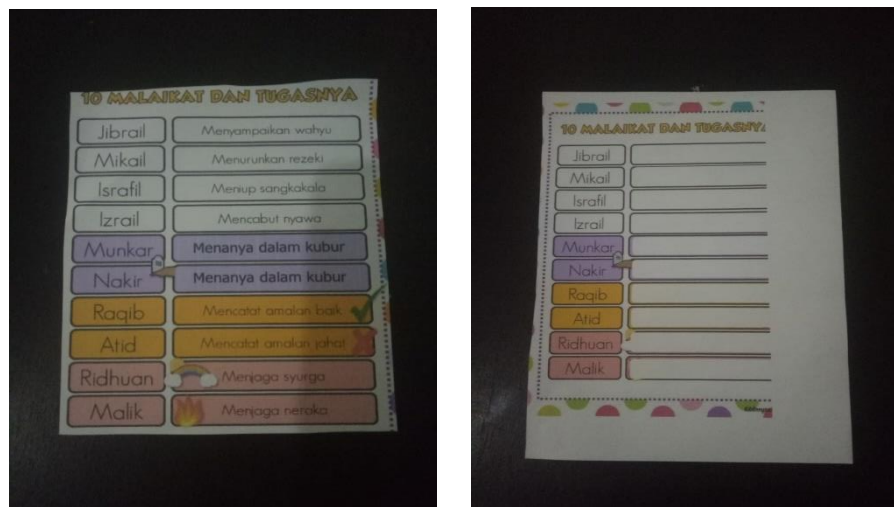 10 MALAIKAT DAN TUGASNYA
Jibrail Menyampaikan wahyu
Mikail Menurunkan rezeki
Israfil Meniup sangkakala
Izrail Mencabut nyawa
Munkar Menanya dalam kubur
Nakir Menanya dalam kubur
Raqib Mencatat amalan baik
Atid Mencatat amalan jahat
Ridhuan Menjaga syurga
Malik Menjaga neraka
10 MALAIKAT DAN TUGASNYA
Jibrail
Mikail
Israfil
Izrail
Munkar
Nakir
Raqib
Atid
Ridhuan
Malik